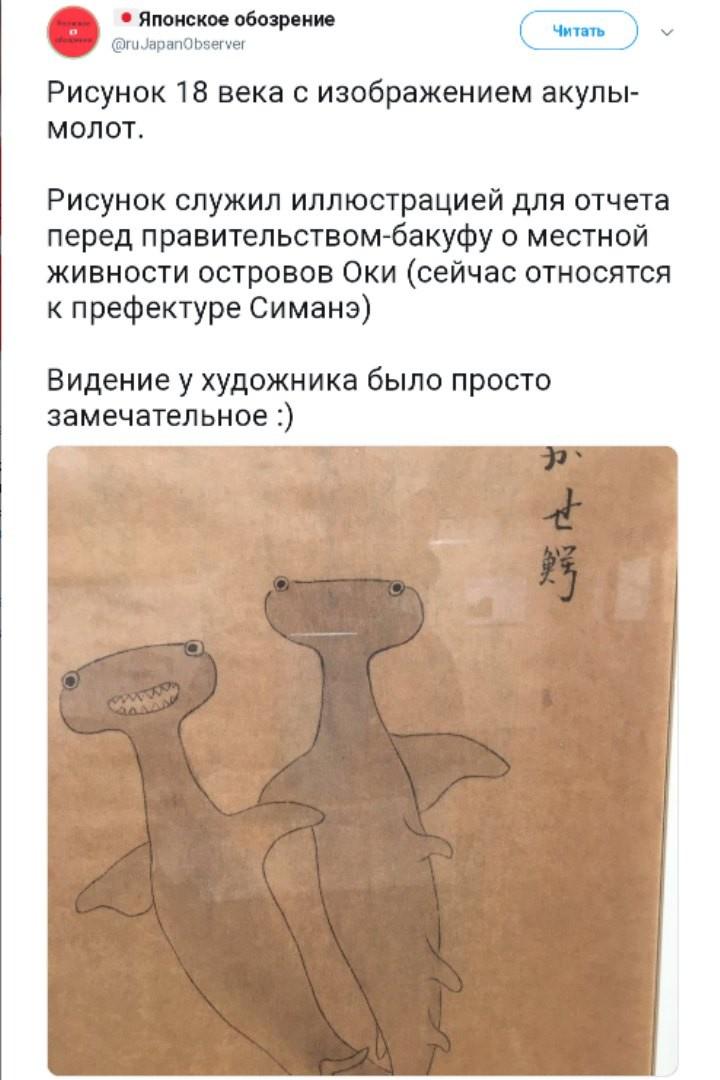 Японское обозрение
@ruJapanObserver
Читать
Рисунок 18 века с изображением акулы-
молот.
Рисунок служил иллюстрацией для отчета
перед правительством-бакуфу о местной
живности островов Оки (сейчас относятся
к префектуре Симанэ)
Видение у художника было просто
замечательное :)
かせ鰐